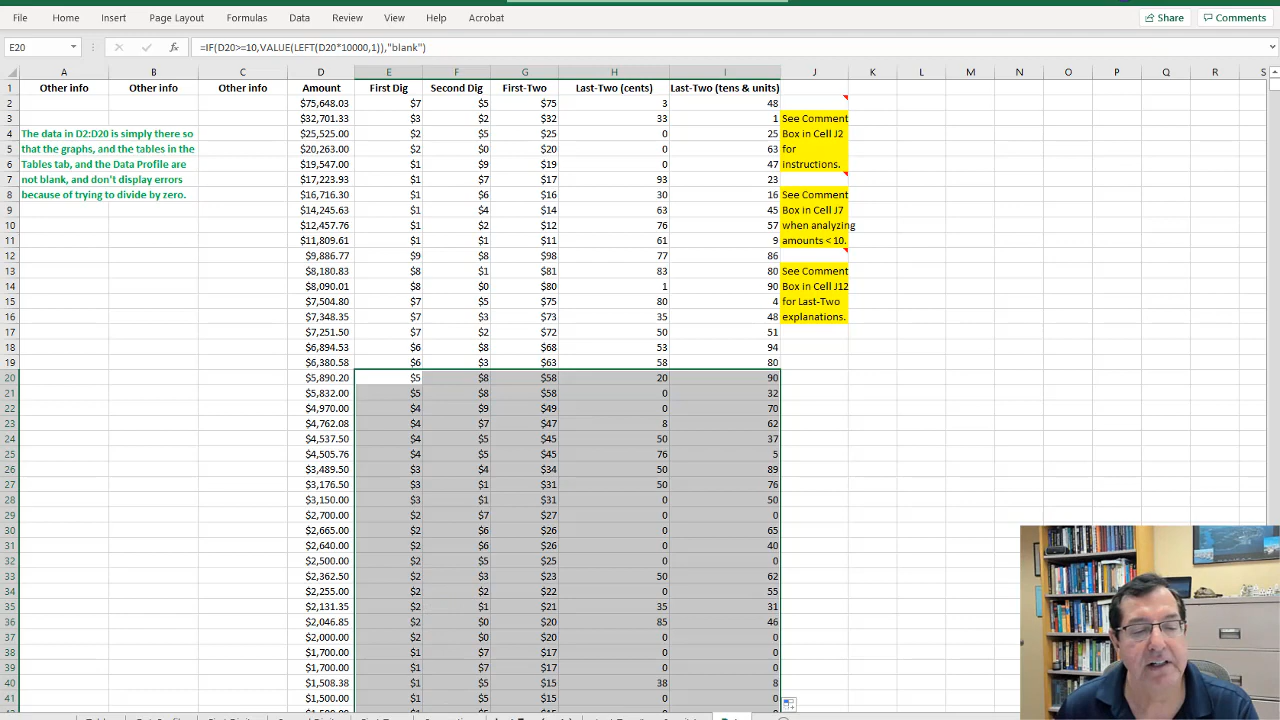 File Home Insert Page Layout Formulas Data Review View Help Acrobat Share Comments
E20 fx =IF(D20>=10,VALUE(LEFT(D20*10000,1)),"blank")
A B C D E F G H I J K L M N O P Q R S
1 Other info Other info Other info Amount First Dig Second Dig First-Two Last-Two (cents) Last-Two (tens & units)
2 $75,648.03 $7 $5 $75 3 48
3 $32,701.33 $3 $2 $32 33 1 See Comment
4 The data in D2:D20 is simply there so $25,525.00 $2 $5 $25 0 25 Box in Cell J2
5 that the graphs, and the tables in the $20,263.00 $2 $0 $20 0 63 for
6 Tables tab, and the Data Profile are $19,547.00 $1 $9 $19 0 47 instructions.
7 not blank, and don't display errors $17,223.93 $1 $7 $17 93 23
8 because of trying to divide by zero. $16,716.30 $1 $6 $16 30 16 See Comment
9 $14,245.63 $1 $4 $14 63 45 Box in Cell J7
10 $12,457.76 $1 $2 $12 76 57 when analyzing
11 $11,809.61 $1 $1 $11 61 9 amounts < 10.
12 $9,886.77 $9 $8 $98 77 86
13 $8,180.83 $8 $1 $81 83 80 See Comment
14 $8,090.01 $8 $0 $80 1 90 Box in Cell J12
15 $7,504.80 $7 $5 $75 80 4 for Last-Two
16 $7,348.35 $7 $3 $73 35 48 explanations.
17 $7,251.50 $7 $2 $72 50 51
18 $6,894.53 $6 $8 $68 53 94
19 $6,380.58 $6 $3 $63 58 80
20 $5,890.20 $5 $8 $58 20 90
21 $5,832.00 $5 $8 $58 0 32
22 $4,970.00 $4 $9 $49 0 70
23 $4,762.08 $4 $7 $47 8 62
24 $4,537.50 $4 $5 $45 50 37
25 $4,505.76 $4 $5 $45 76 5
26 $3,489.50 $3 $4 $34 50 89
27 $3,176.50 $3 $1 $31 50 76
28 $3,150.00 $3 $1 $31 0 50
29 $2,700.00 $2 $7 $27 0 0
30 $2,665.00 $2 $6 $26 0 65
31 $2,640.00 $2 $6 $26 0 40
32 $2,500.00 $2 $5 $25 0 0
33 $2,362.50 $2 $3 $23 50 62
34 $2,255.00 $2 $2 $22 0 55
35 $2,131.35 $2 $1 $21 35 31
36 $2,046.85 $2 $0 $20 85 46
37 $2,000.00 $2 $0 $20 0 0
38 $1,700.00 $1 $7 $17 0 0
39 $1,700.00 $1 $7 $17 0 0
40 $1,508.38 $1 $5 $15 38 8
41 $1,500.00 $1 $5 $15 0 0